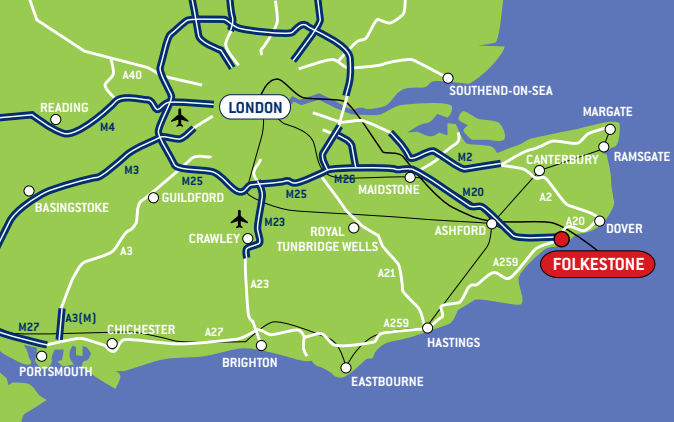 A40
SOUTHEND-ON-SEA
READING
LONDON
MARGATE
M4
M2
CANTERBURY
RAMSGATE
M3
M25
M25
M26
MAIDSTONE
M20
BASINGSTOKE
GUILDFORD
A2
M23
A20
DOVER
CRAWLEY
ROYAL
TUNBRIDGE WELLS
ASHFORD
A3
A21
A259
FOLKESTONE
A23
A3(M)
M27
CHICHESTER
A27
A259
HASTINGS
PORTSMOUTH
BRIGHTON
EASTBOURNE